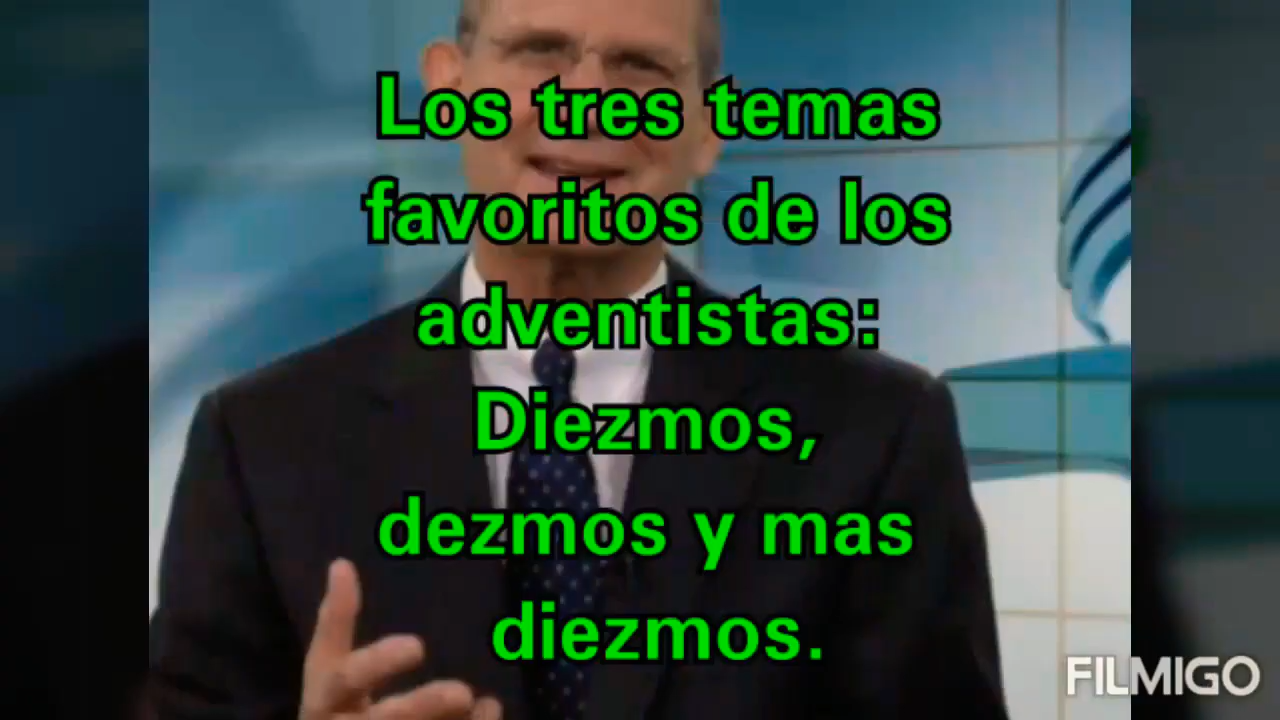 Los tres temas
favoritos de los
adventistas:
Diezmos,
dezmos y mas
diezmos.
FILMIGO